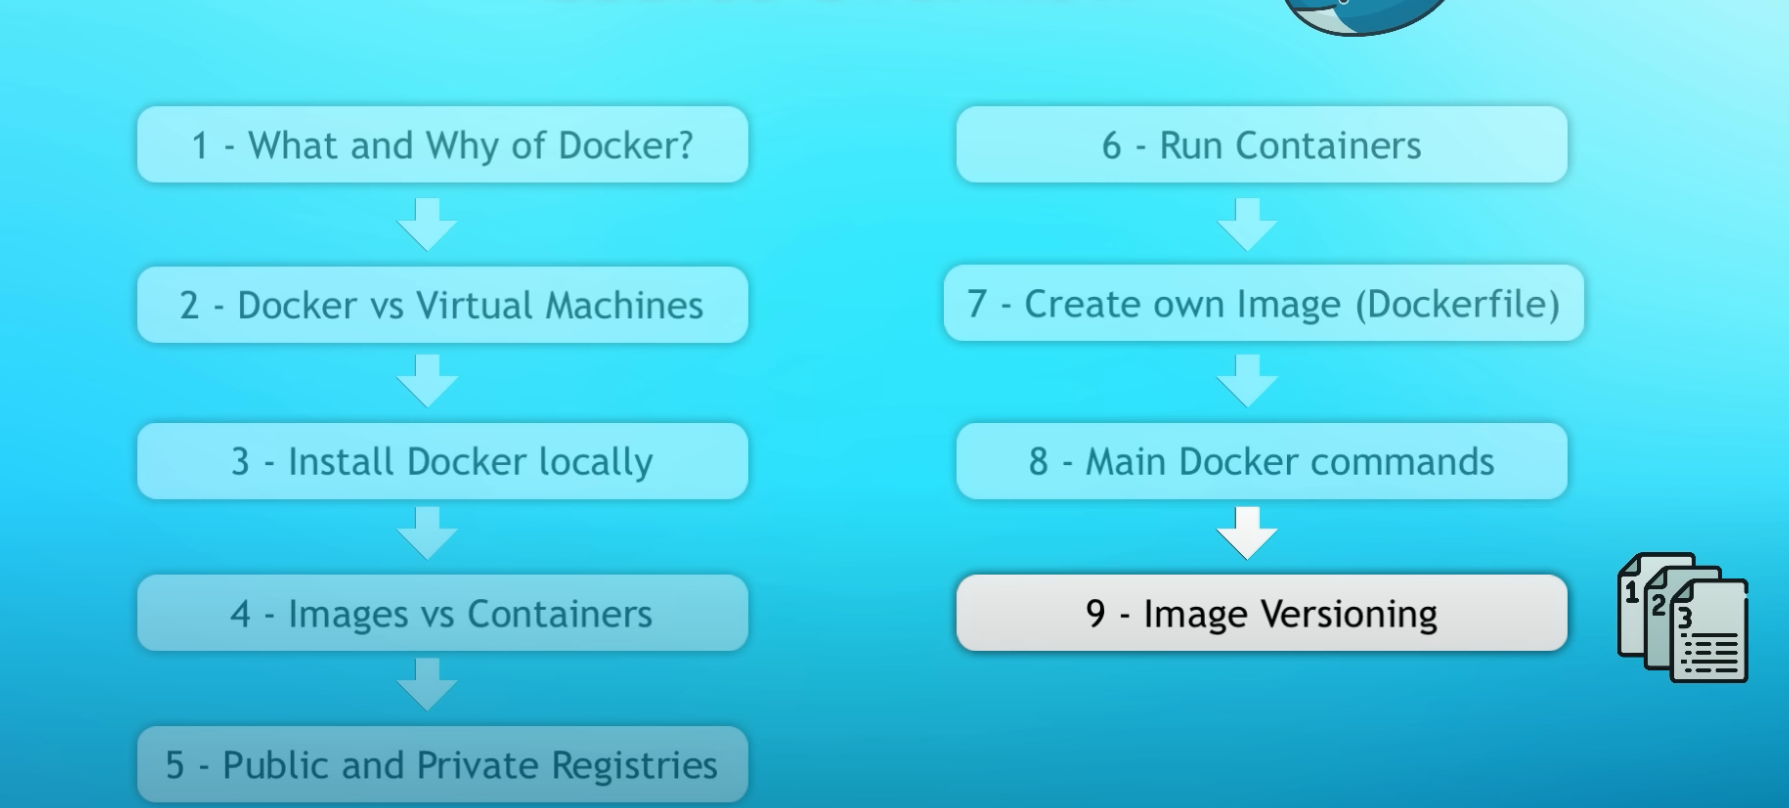 1 - What and Why of Docker?
2 - Docker vs Virtual Machines
3 - Install Docker locally
4 - Images vs Containers
5 - Public and Private Registries
6 - Run Containers
7 - Create own Image (Dockerfile)
8 - Main Docker commands
9 - Image Versioning
1
2
3